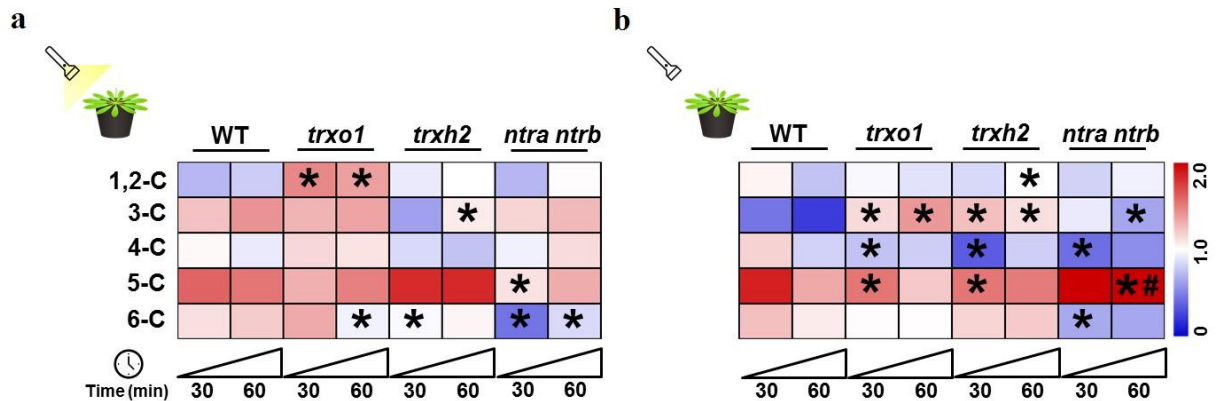 a
b
WT trxo1 trxh2 ntra ntrb
WT trxo1 trxh2 ntra ntrb
1,2-C * * *
3-C * * * * * *
4-C * * *
5-C * * * *#
6-C * * * * *
2.0
1.0
0
Time (min) 30 60 30 60 30 60 30 60
30 60 30 60 30 60 30 60